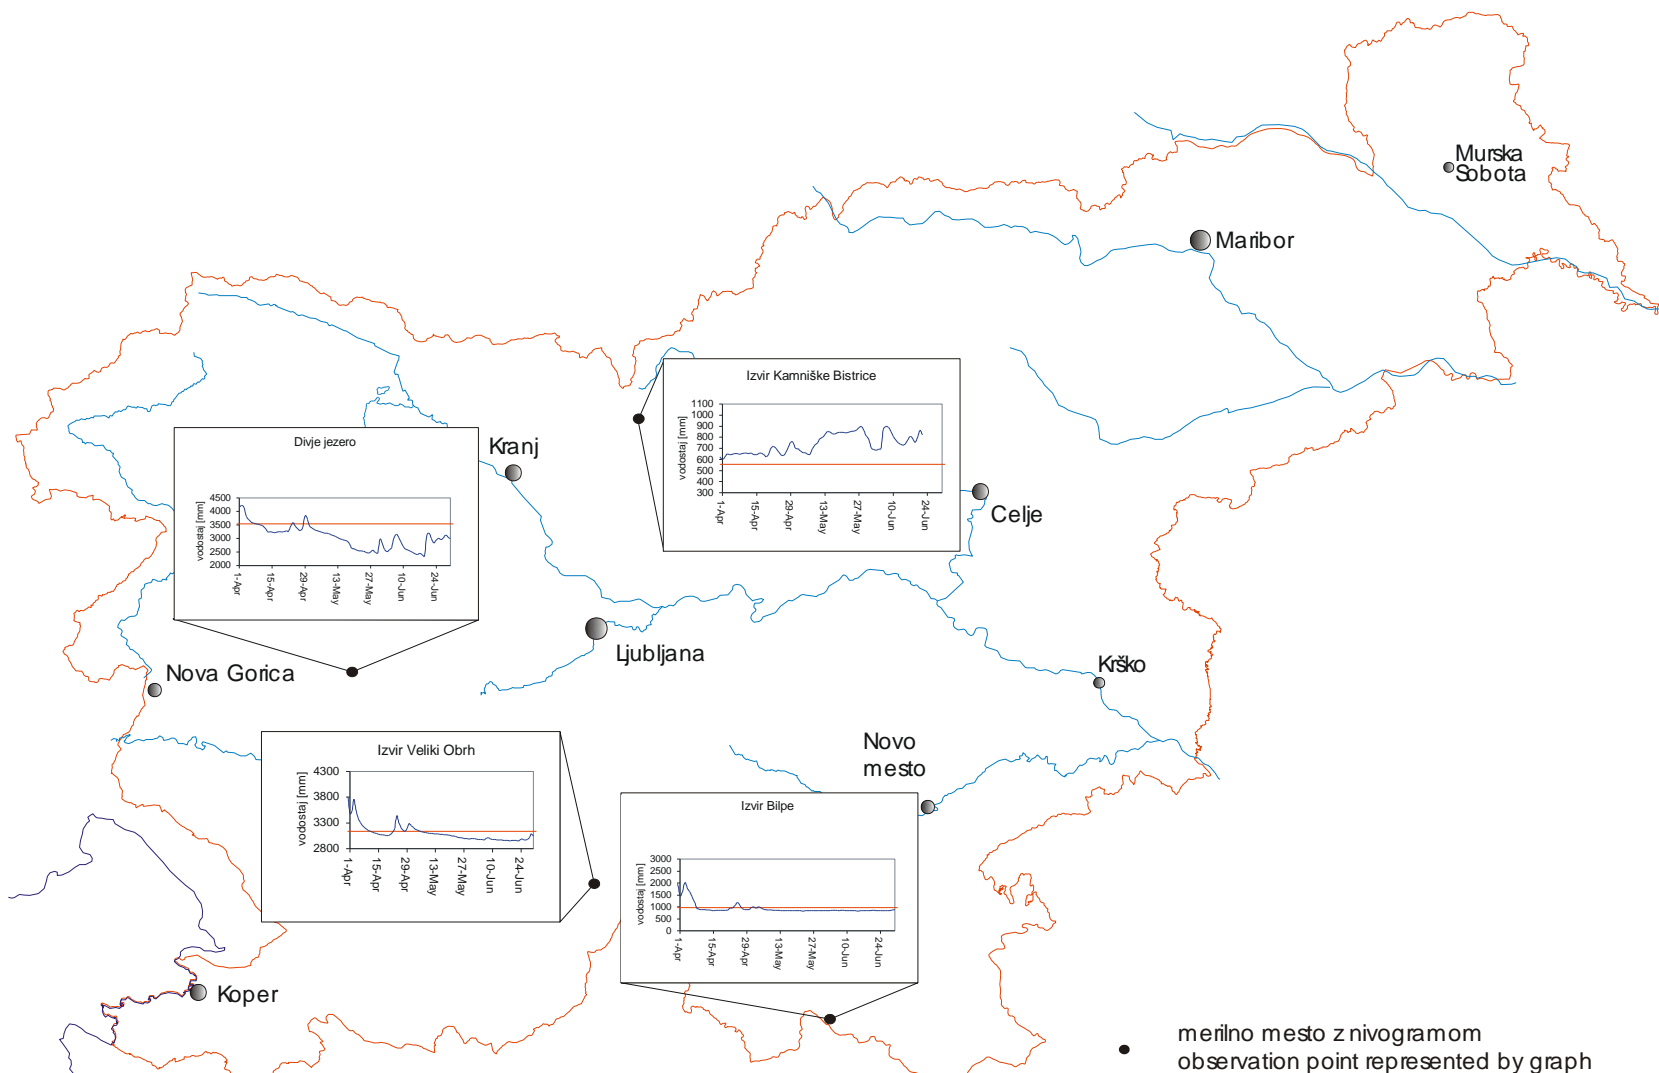 Murska
Sobota
Maribor
Izvir Kamniške Bistrice
vodostaj [mm]
1100
1000
900
800
700
600
500
400
300
1-Apr
15-Apr
29-Apr
13-May
27-May
10-Jun
24-Jun
Divje jezero
vodostaj [mm]
4500
4000
3500
3000
2500
2000
1-Apr
15-Apr
29-Apr
13-May
27-May
10-Jun
24-Jun
Kranj
Celje
Ljubljana
Nova Gorica
Krško
Izvir Veliki Obrh
vodostaj [mm]
4300
3800
3300
2800
1-Apr
15-Apr
29-Apr
13-May
27-May
10-Jun
24-Jun
Novo
mesto
Izvir Bilpe
vodostaj [mm]
3000
2500
2000
1500
1000
500
0
1-Apr
15-Apr
29-Apr
13-May
27-May
10-Jun
24-Jun
Koper
merilno mesto z nivogramom
observation point represented by graph